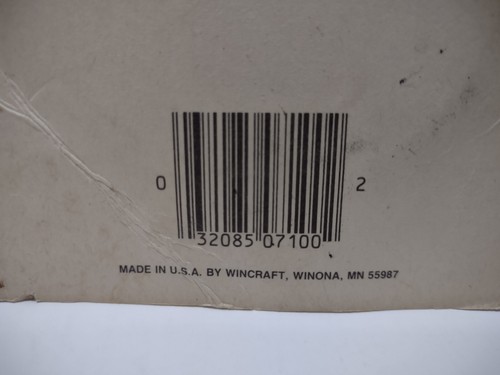 0 32085 07100 2
MADE IN U.S.A. BY WINCRAFT, WINONA, MN 55987